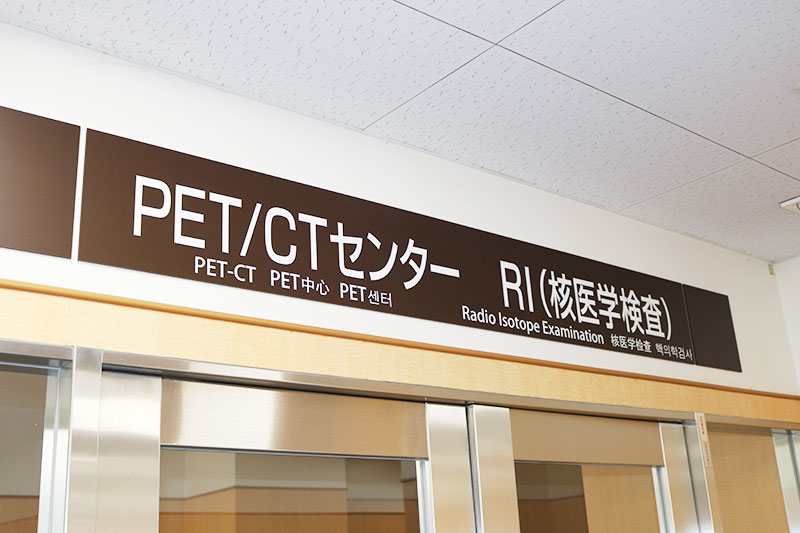 PET/CTセンター
PET-CT PET中心 PET센터
RI(核医学検査)
Radio Isotope Examination 核医学检查 핵의학검사